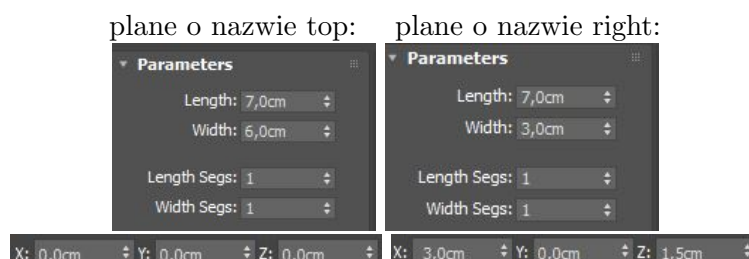 plane o nazwie top: plane o nazwie right:
Parameters
Length: 7,0cm
Width: 6,0cm
Length Segs: 1
Width Segs: 1
X: 0,0cm Y: 0,0cm Z: 0,0cm
Parameters
Length: 7,0cm
Width: 3,0cm
Length Segs: 1
Width Segs: 1
X: 3,0cm Y: 0,0cm Z: 1,5cm